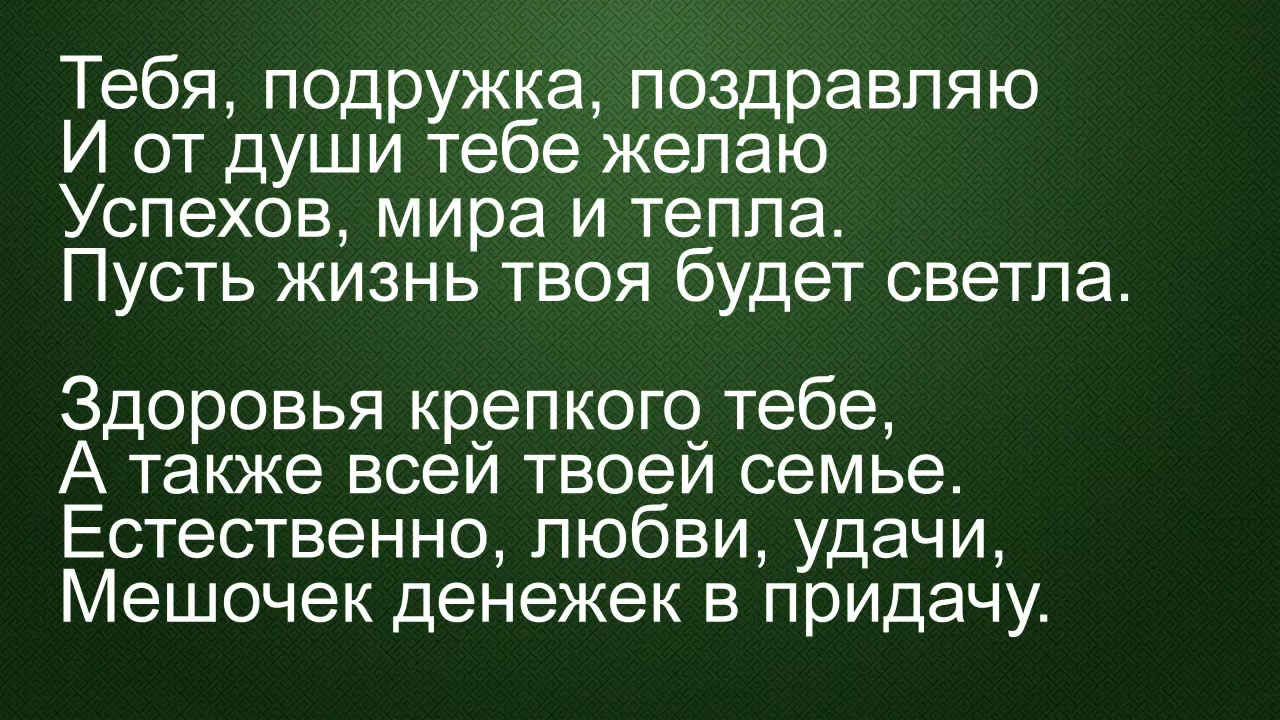 Тебя, подружка, поздравляю
И от души тебе желаю
Успехов, мира и тепла.
Пусть жизнь твоя будет светла.
Здоровья крепкого тебе,
А также всей твоей семье.
Естественно, любви, удачи,
Мешочек денежек в придачу.